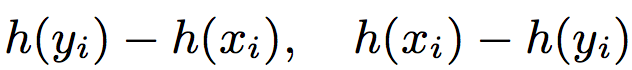 h(y_i) − h(x_i),   h(x_i) − h(y_i)